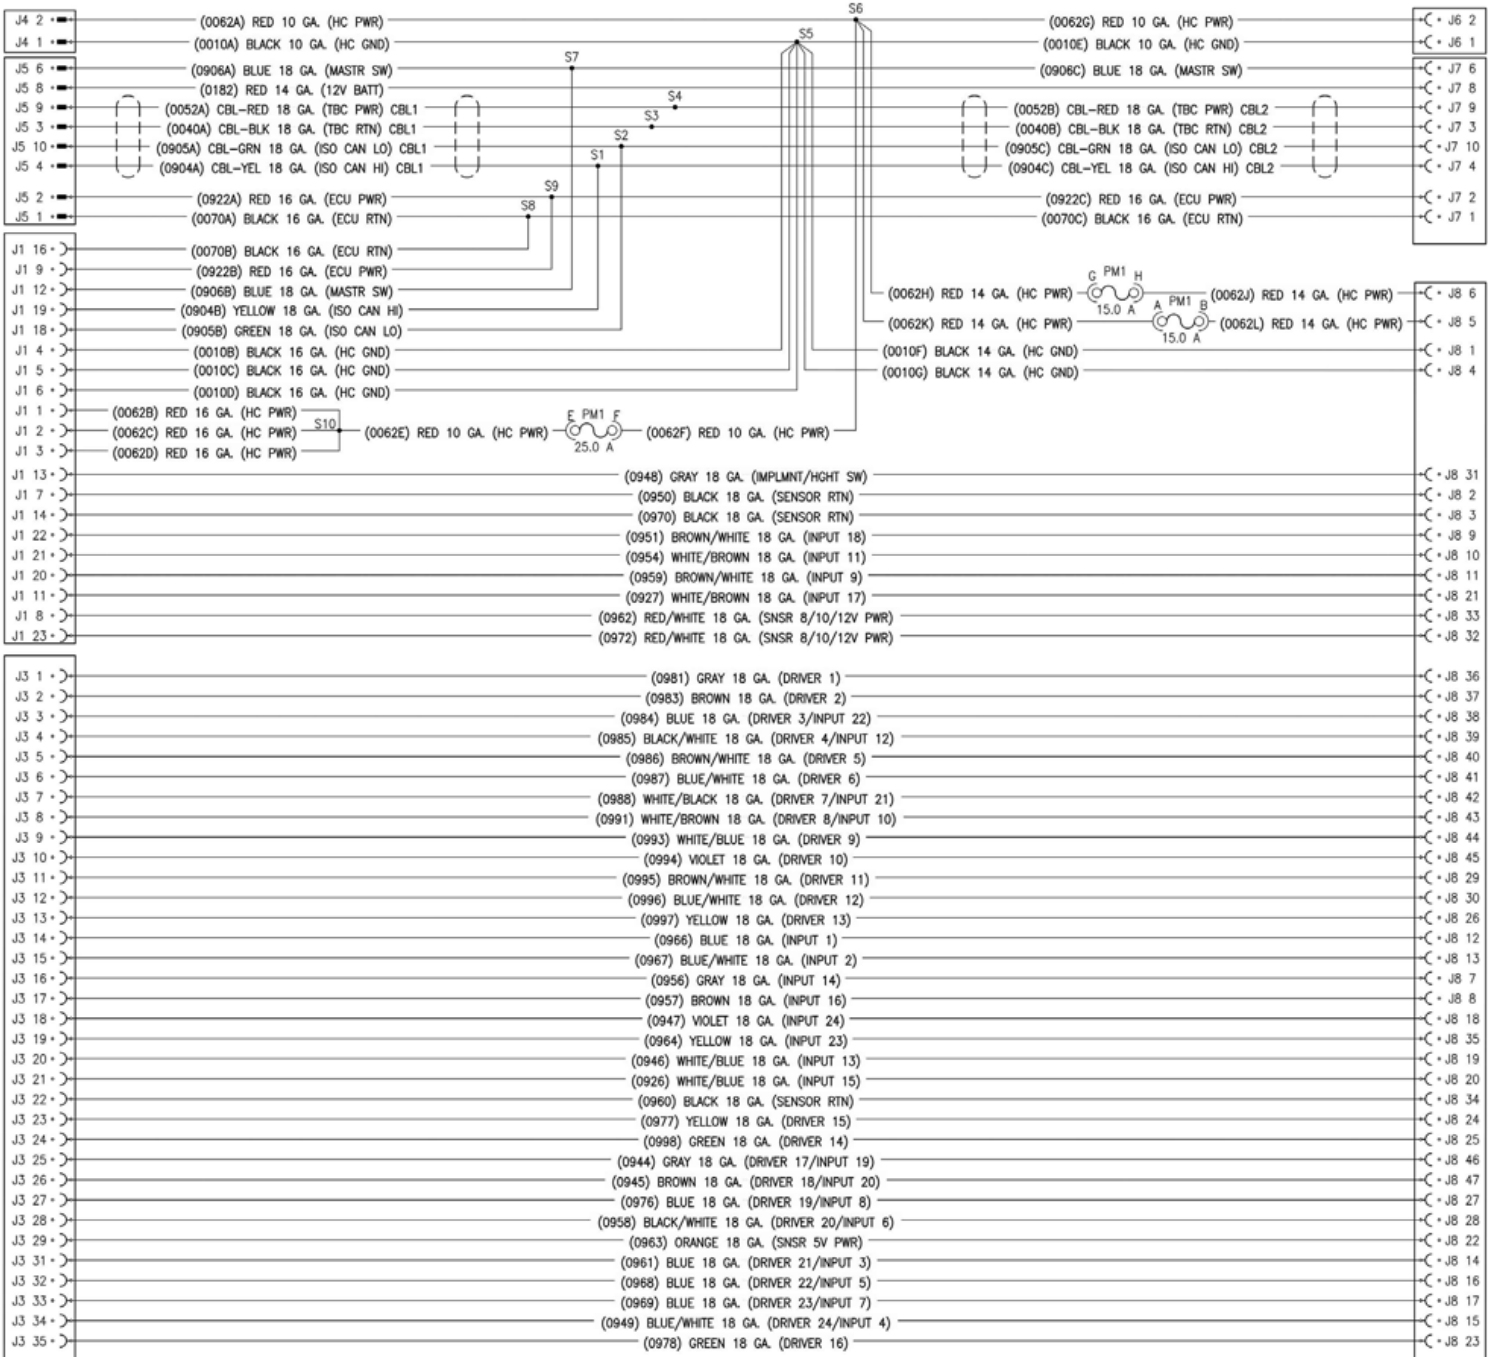 S6
J4 2 (0062A) RED 10 GA. (HC PWR) (0062G) RED 10 GA. (HC PWR) J6 2
S5
J4 1 (0010A) BLACK 10 GA. (HC GND) (0010E) BLACK 10 GA. (HC GND) J6 1
S7
J5 6 (0906A) BLUE 18 GA. (MASTR SW) (0906C) BLUE 18 GA. (MASTR SW) J7 6
J5 8 (0182) RED 14 GA. (12V BATT) J7 8
S4
J5 9 (0052A) CBL-RED 18 GA. (TBC PWR) CBL1 (0052B) CBL-RED 18 GA. (TBC PWR) CBL2 J7 9
S3
J5 3 (0040A) CBL-BLK 18 GA. (TBC RTN) CBL1 (0040B) CBL-BLK 18 GA. (TBC RTN) CBL2 J7 3
S2
J5 10 (0905A) CBL-GRN 18 GA. (ISO CAN LO) CBL1 (0905C) CBL-GRN 18 GA. (ISO CAN LO) CBL2 J7 10
S1
J5 4 (0904A) CBL-YEL 18 GA. (ISO CAN HI) CBL1 (0904C) CBL-YEL 18 GA. (ISO CAN HI) CBL2 J7 4
S9
J5 2 (0922A) RED 16 GA. (ECU PWR) (0922C) RED 16 GA. (ECU PWR) J7 2
S8
J5 1 (0070A) BLACK 16 GA. (ECU RTN) (0070C) BLACK 16 GA. (ECU RTN) J7 1
J1 16 (0070B) BLACK 16 GA. (ECU RTN)
J1 9 (0922B) RED 16 GA. (ECU PWR)
G PM1 H
J1 12 (0906B) BLUE 18 GA. (MASTR SW) (0062H) RED 14 GA. (HC PWR) (0062J) RED 14 GA. (HC PWR) J8 6
15.0 A
A PM1 B
J1 19 (0904B) YELLOW 18 GA. (ISO CAN HI)
J1 18 (0905B) GREEN 18 GA. (ISO CAN LO) (0062K) RED 14 GA. (HC PWR) (0062L) RED 14 GA. (HC PWR) J8 5
15.0 A
J1 4 (0010B) BLACK 16 GA. (HC GND) (0010F) BLACK 14 GA. (HC GND) J8 1
J1 5 (0010C) BLACK 16 GA. (HC GND) (0010G) BLACK 14 GA. (HC GND) J8 4
J1 6 (0010D) BLACK 16 GA. (HC GND)
J1 1 (0062B) RED 16 GA. (HC PWR)
E PM1 F
J1 2 (0062C) RED 16 GA. (HC PWR) S10 (0062E) RED 10 GA. (HC PWR) (0062F) RED 10 GA. (HC PWR)
25.0 A
J1 3 (0062D) RED 16 GA. (HC PWR)
J1 13 (0948) GRAY 18 GA. (IMPLMNT/HGHT SW) J8 31
J1 7 (0950) BLACK 18 GA. (SENSOR RTN) J8 2
J1 14 (0970) BLACK 18 GA. (SENSOR RTN) J8 3
J1 22 (0951) BROWN/WHITE 18 GA. (INPUT 18) J8 9
J1 21 (0954) WHITE/BROWN 18 GA. (INPUT 11) J8 10
J1 20 (0959) BROWN/WHITE 18 GA. (INPUT 9) J8 11
J1 11 (0927) WHITE/BROWN 18 GA. (INPUT 17) J8 21
J1 8 (0962) RED/WHITE 18 GA. (SNSR 8/10/12V PWR) J8 33
J1 23 (0972) RED/WHITE 18 GA. (SNSR 8/10/12V PWR) J8 32
J3 1 (0981) GRAY 18 GA. (DRIVER 1) J8 36
J3 2 (0983) BROWN 18 GA. (DRIVER 2) J8 37
J3 3 (0984) BLUE 18 GA. (DRIVER 3/INPUT 22) J8 38
J3 4 (0985) BLACK/WHITE 18 GA. (DRIVER 4/INPUT 12) J8 39
J3 5 (0986) BROWN/WHITE 18 GA. (DRIVER 5) J8 40
J3 6 (0987) BLUE/WHITE 18 GA. (DRIVER 6) J8 41
J3 7 (0988) WHITE/BLACK 18 GA. (DRIVER 7/INPUT 21) J8 42
J3 8 (0991) WHITE/BROWN 18 GA. (DRIVER 8/INPUT 10) J8 43
J3 9 (0993) WHITE/BLUE 18 GA. (DRIVER 9) J8 44
J3 10 (0994) VIOLET 18 GA. (DRIVER 10) J8 45
J3 11 (0995) BROWN/WHITE 18 GA. (DRIVER 11) J8 29
J3 12 (0996) BLUE/WHITE 18 GA. (DRIVER 12) J8 30
J3 13 (0997) YELLOW 18 GA. (DRIVER 13) J8 26
J3 14 (0966) BLUE 18 GA. (INPUT 1) J8 12
J3 15 (0967) BLUE/WHITE 18 GA. (INPUT 2) J8 13
J3 16 (0956) GRAY 18 GA. (INPUT 14) J8 7
J3 17 (0957) BROWN 18 GA. (INPUT 16) J8 8
J3 18 (0947) VIOLET 18 GA. (INPUT 24) J8 18
J3 19 (0964) YELLOW 18 GA. (INPUT 23) J8 35
J3 20 (0946) WHITE/BLUE 18 GA. (INPUT 13) J8 19
J3 21 (0926) WHITE/BLUE 18 GA. (INPUT 15) J8 20
J3 22 (0960) BLACK 18 GA. (SENSOR RTN) J8 34
J3 23 (0977) YELLOW 18 GA. (DRIVER 15) J8 24
J3 24 (0998) GREEN 18 GA. (DRIVER 14) J8 25
J3 25 (0944) GRAY 18 GA. (DRIVER 17/INPUT 19) J8 46
J3 26 (0945) BROWN 18 GA. (DRIVER 18/INPUT 20) J8 47
J3 27 (0976) BLUE 18 GA. (DRIVER 19/INPUT 8) J8 27
J3 28 (0958) BLACK/WHITE 18 GA. (DRIVER 20/INPUT 6) J8 28
J3 29 (0963) ORANGE 18 GA. (SNSR 5V PWR) J8 22
J3 31 (0961) BLUE 18 GA. (DRIVER 21/INPUT 3) J8 14
J3 32 (0968) BLUE 18 GA. (DRIVER 22/INPUT 5) J8 16
J3 33 (0969) BLUE 18 GA. (DRIVER 23/INPUT 7) J8 17
J3 34 (0949) BLUE/WHITE 18 GA. (DRIVER 24/INPUT 4) J8 15
J3 35 (0978) GREEN 18 GA. (DRIVER 16) J8 23